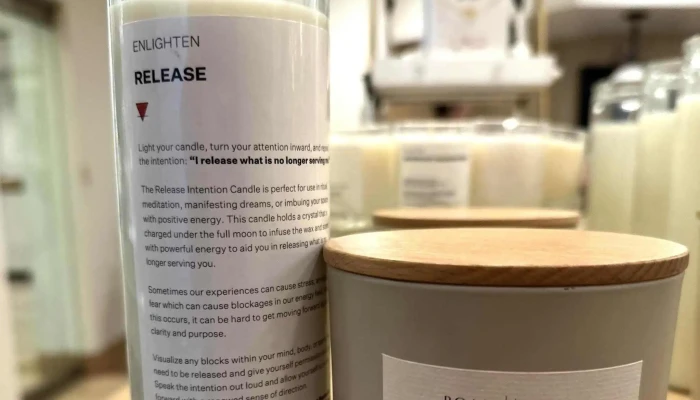 ENLIGHTEN
RELEASE
Light your candle, turn your attention inward, and
the intention: "I release what is no longer serving
The Release Intention Candle is perfect for use in
meditation, manifesting dreams, or imbuing your
with positive energy. This candle holds a crystal
charged under the full moon to infuse the wax and
with powerful energy to aid you in releasing what
longer serving you.
Sometimes our experiences can cause
fear which can cause blockages in our energy
this occurs, it can be hard to get moving
clarity and purpose.
Visualize any blocks within your mind, body,
need to be released and give yourself
Speak the intention out loud and allow
sense of direction.